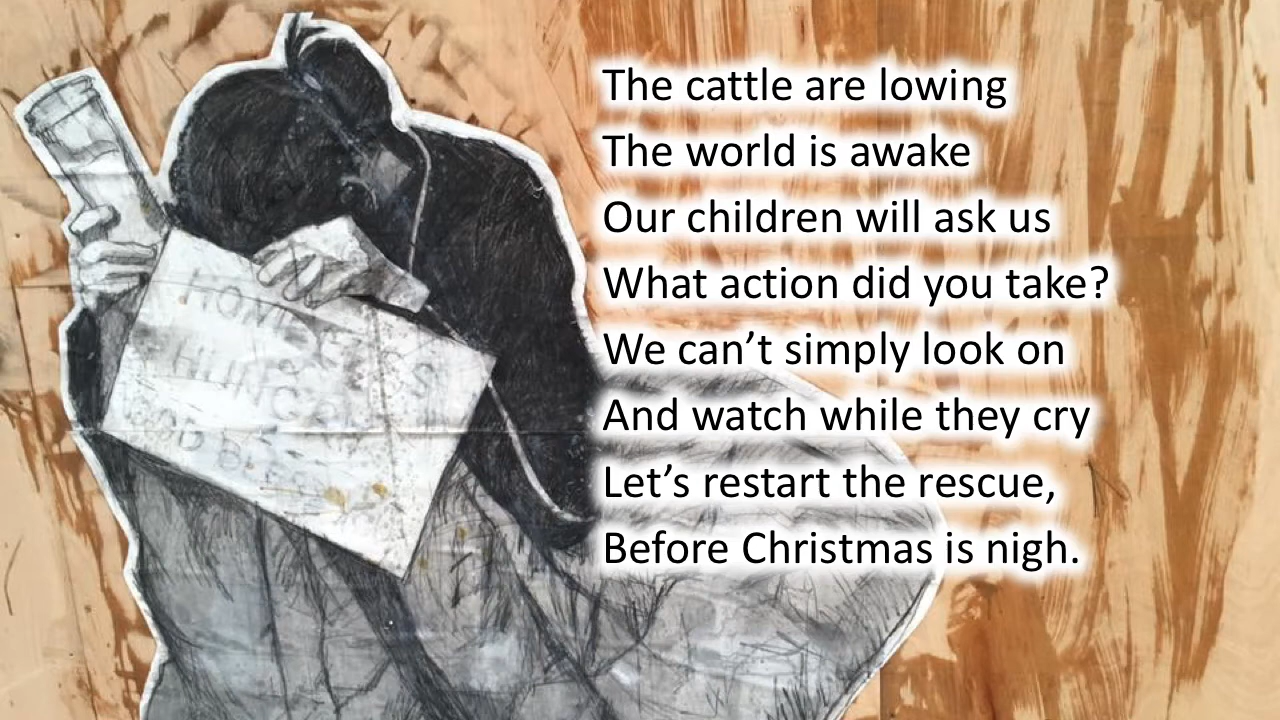 The cattle are lowing
The world is awake
Our children will ask us
What action did you take?
We can’t simply look on
And watch while they cry
Let’s restart the rescue,
Before Christmas is nigh.
HUNGRY